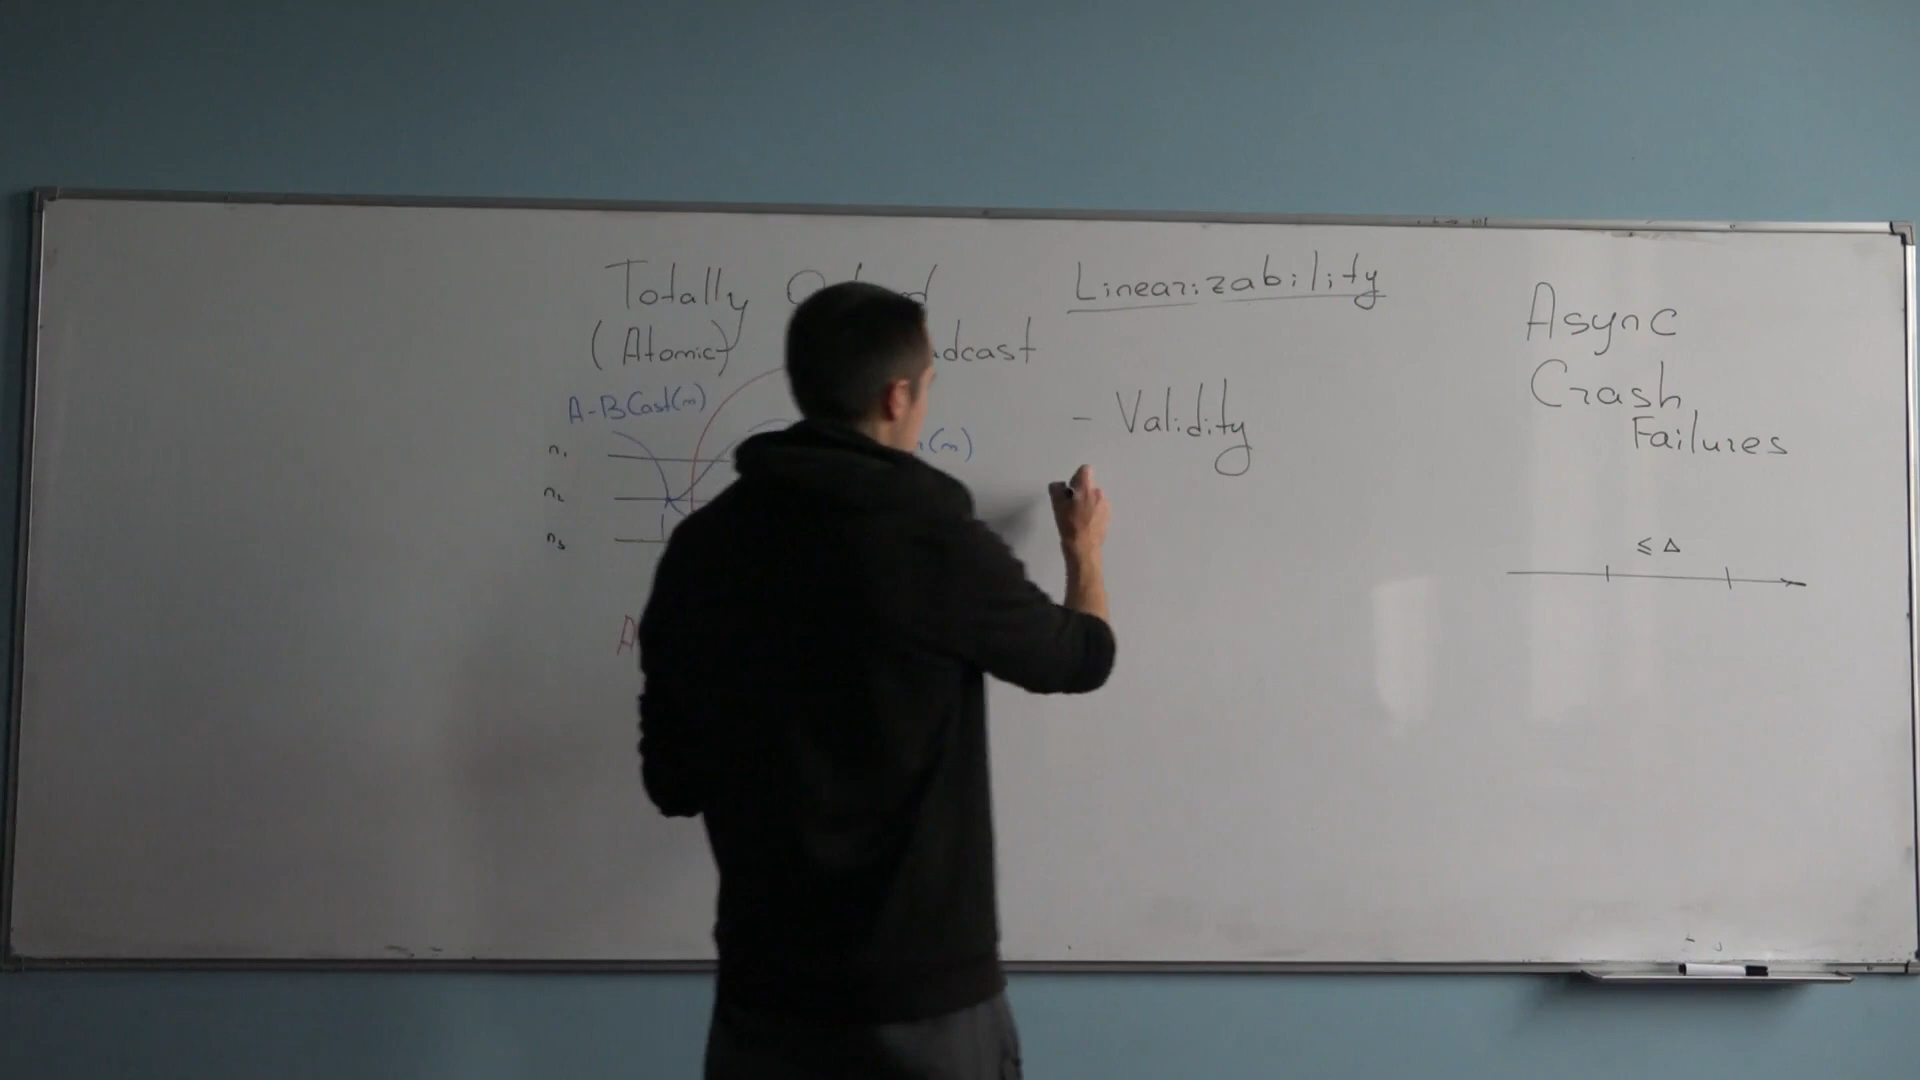 Totally
(Atomic)
A-BCast(m)
(m)
n₁
n₂
n₃
A
Linearizability
- Validity
Async
Crash
Failures
≤ Δ